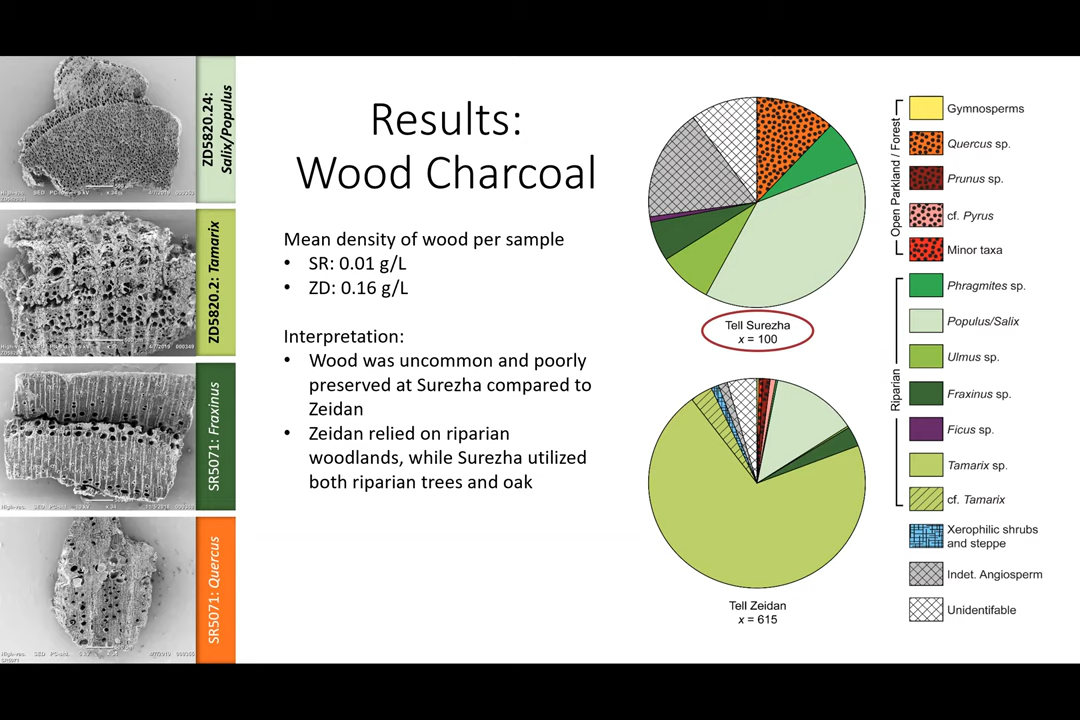 ZD5820.24:
Salix/Populus
ZD5820.2: Tamarix
SR5071: Fraxinus
SR5071: Quercus
Results:
Wood Charcoal
Mean density of wood per sample
• SR: 0.01 g/L
• ZD: 0.16 g/L
Interpretation:
• Wood was uncommon and poorly
preserved at Surezha compared to
Zeidan
• Zeidan relied on riparian
woodlands, while Surezha utilized
both riparian trees and oak
Tell Surezha
x = 100
Tell Zeidan
x = 615
Open Parkland / Forest
Gymnosperms
Quercus sp.
Prunus sp.
cf. Pyrus
Minor taxa
Riparian
Phragmites sp.
Populus/Salix
Ulmus sp.
Fraxinus sp.
Ficus sp.
Tamarix sp.
cf. Tamarix
Xerophilic shrubs
and steppe
Indet. Angiosperm
Unidentifable